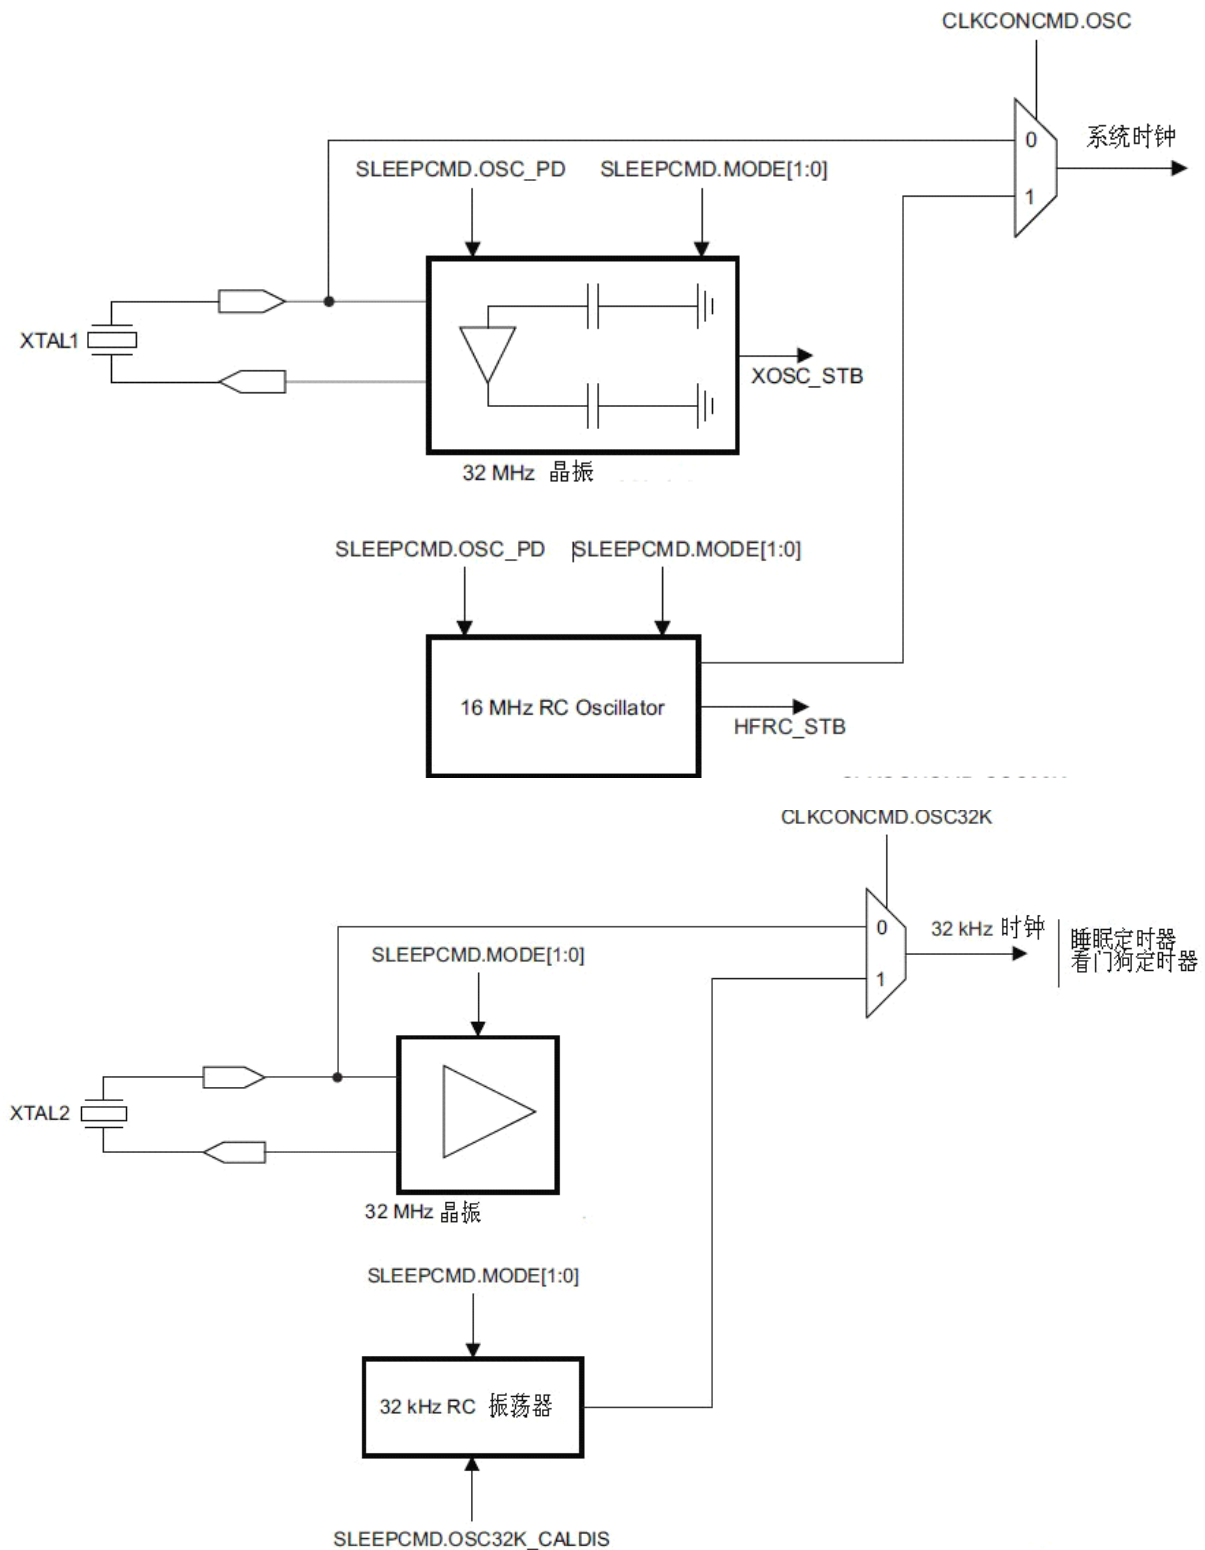 CLKCONCMD.OSC
0
系统时钟
SLEEPCMD.OSC_PD SLEEPCMD.MODE[1:0]
1
XTAL1
XOSC_STB
32 MHz 晶振
SLEEPCMD.OSC_PD SLEEPCMD.MODE[1:0]
16 MHz RC Oscillator
HFRC_STB
CLKCONCMD.OSC32K
0
32 kHz 时钟
睡眠定时器
看门狗定时器
SLEEPCMD.MODE[1:0]
1
XTAL2
32 MHz 晶振
SLEEPCMD.MODE[1:0]
32 kHz RC 振荡器
SLEEPCMD.OSC32K_CALDIS